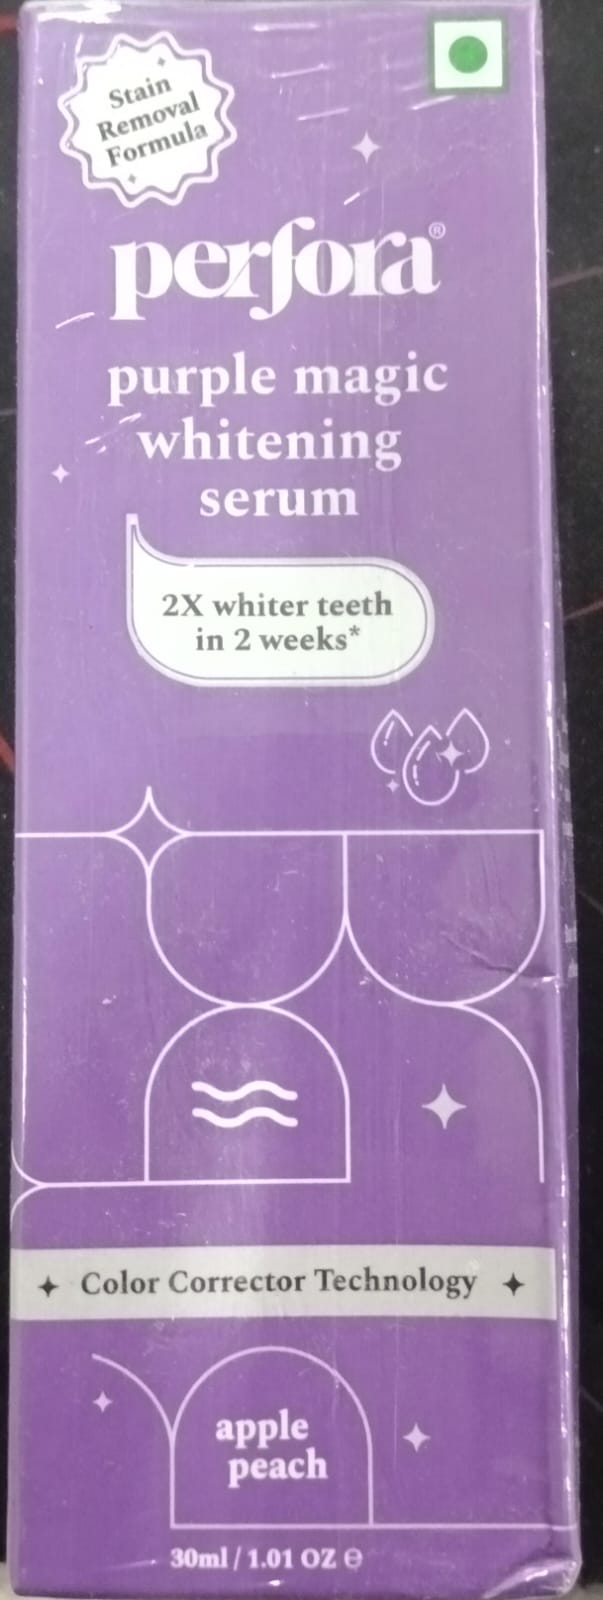 Stain
Removal
Formula
perfora®
purple magic
whitening
serum
2X whiter teeth
in 2 weeks*
Color Corrector Technology
apple
peach
30ml / 1.01 OZ ℮